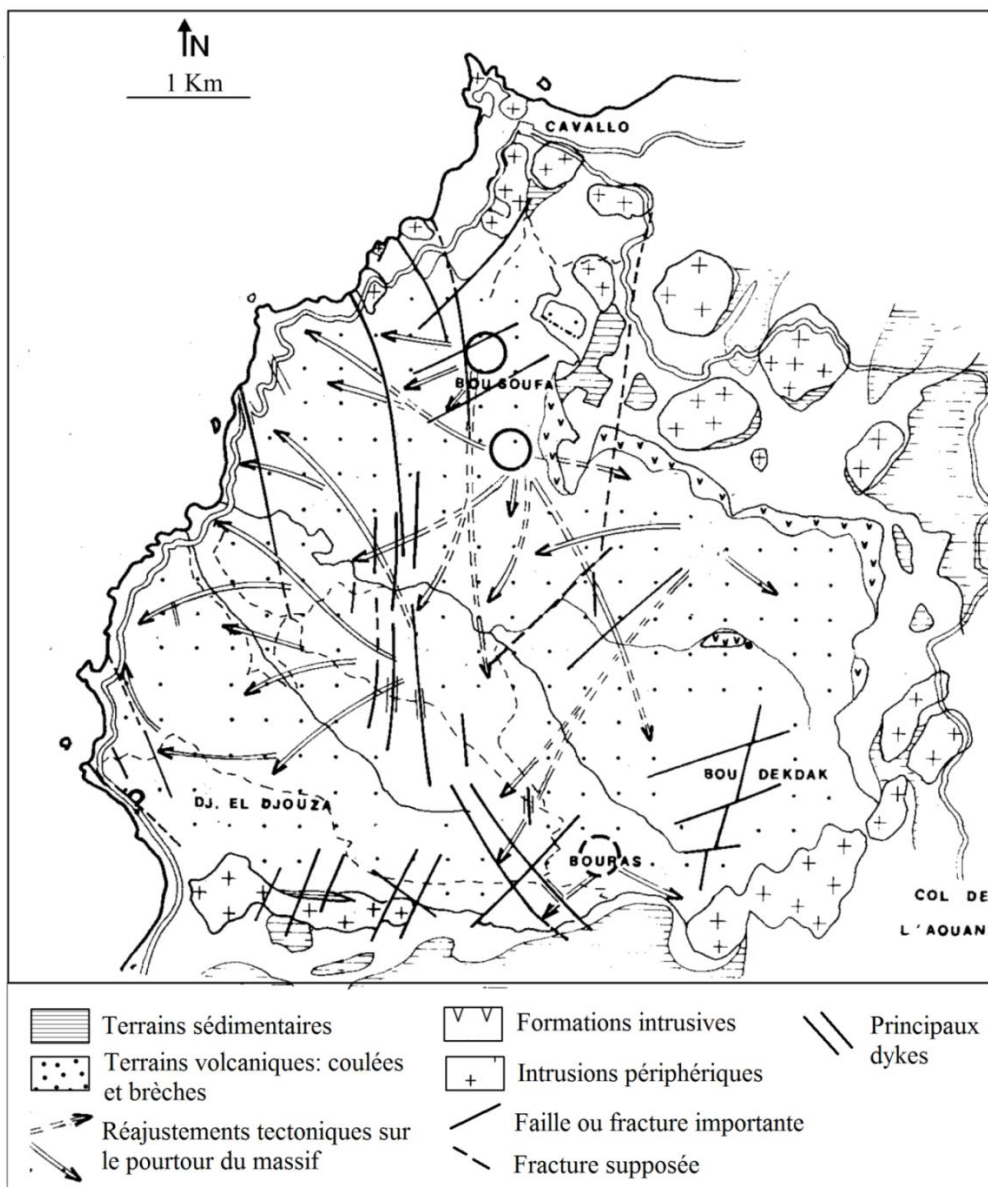 N
1 Km
CAVALLO
BOUSOUFA
BOU DEKDAK
DJ. EL DJOUZA
BOURAS
COL DE
L'AOUAN
Terrains sédimentaires
Terrains volcaniques: coulées
et brèches
Réajustements tectoniques sur
le pourtour du massif
Formations intrusives
Intrusions périphériques
Faille ou fracture importante
Fracture supposée
Principaux
dykes